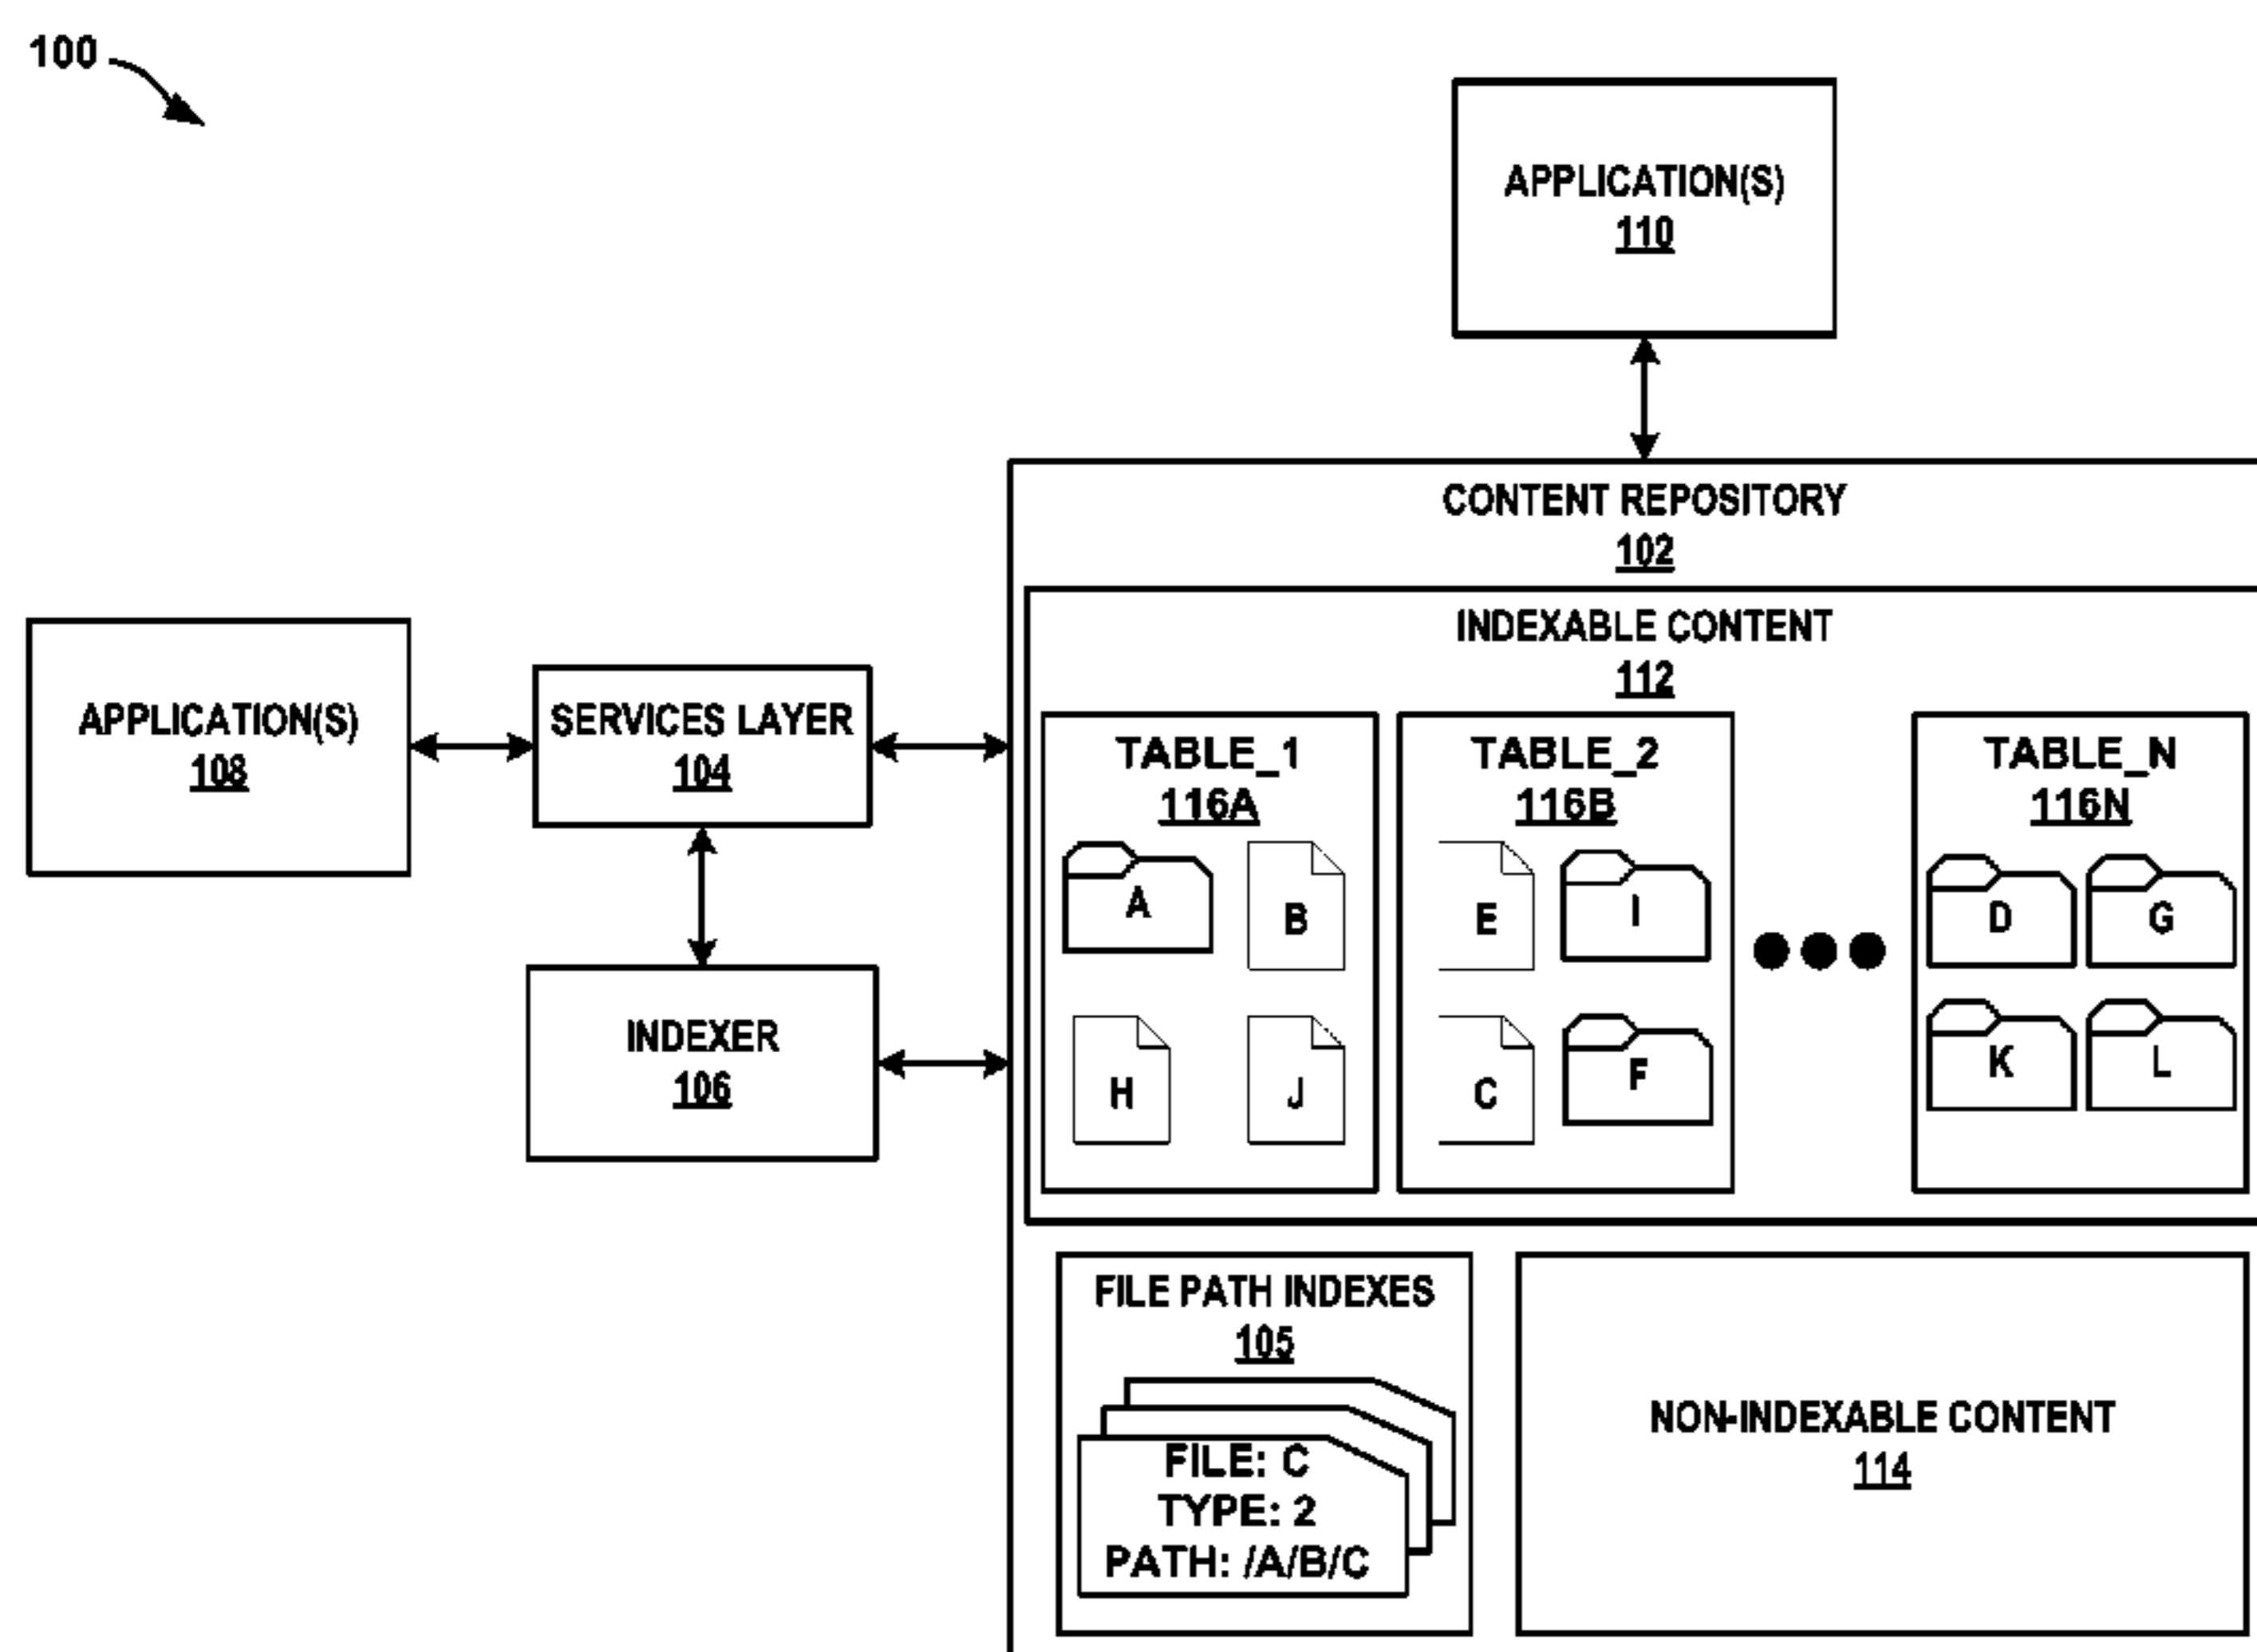 100
APPLICATION(S)
110
CONTENT REPOSITORY
102
INDEXABLE CONTENT
112
APPLICATION(S)
108
SERVICES LAYER
104
INDEXER
106
TABLE_1
116A
A
B
H
J
TABLE_2
116B
E
I
C
F
TABLE_N
116N
D
G
K
L
FILE PATH INDEXES
105
FILE: C
TYPE: 2
PATH: /A/B/C
NON-INDEXABLE CONTENT
114